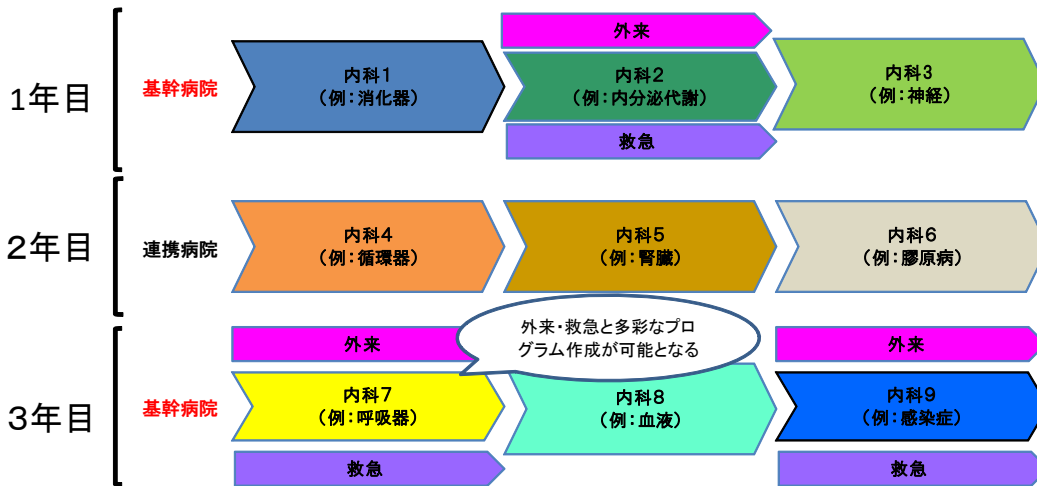 1年目
基幹病院
内科1
（例：消化器）
外来
内科2
（例：内分泌代謝）
救急
内科3
（例：神経）
2年目
連携病院
内科4
（例：循環器）
内科5
（例：腎臓）
内科6
（例：膠原病）
3年目
基幹病院
外来
内科7
（例：呼吸器）
救急
外来・救急と多彩なプロ
グラム作成が可能となる
内科8
（例：血液）
外来
内科9
（例：感染症）
救急